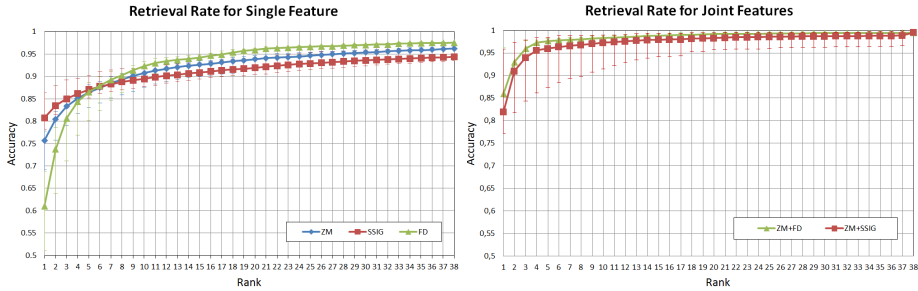 Retrieval Rate for Single Feature
Accuracy
1
0.95
0.9
0.85
0.8
0.75
0.7
0.65
0,6
0.55
0,5
ZM SSIG FD
1 2 3 4 5 6 7 8 9 10 11 12 13 14 15 16 17 18 19 20 21 22 23 24 25 26 27 28 29 30 31 32 33 34 35 36 37 38
Rank
Retrieval Rate for Joint Features
Accuracy
1
0,95
0,9
0,85
0,8
0,75
0,7
0,65
0,6
0,55
0,5
ZM+FD ZM+SSIG
1 2 3 4 5 6 7 8 9 10 11 12 13 14 15 16 17 18 19 20 21 22 23 24 25 26 27 28 29 30 31 32 33 34 35 36 37 38
Rank